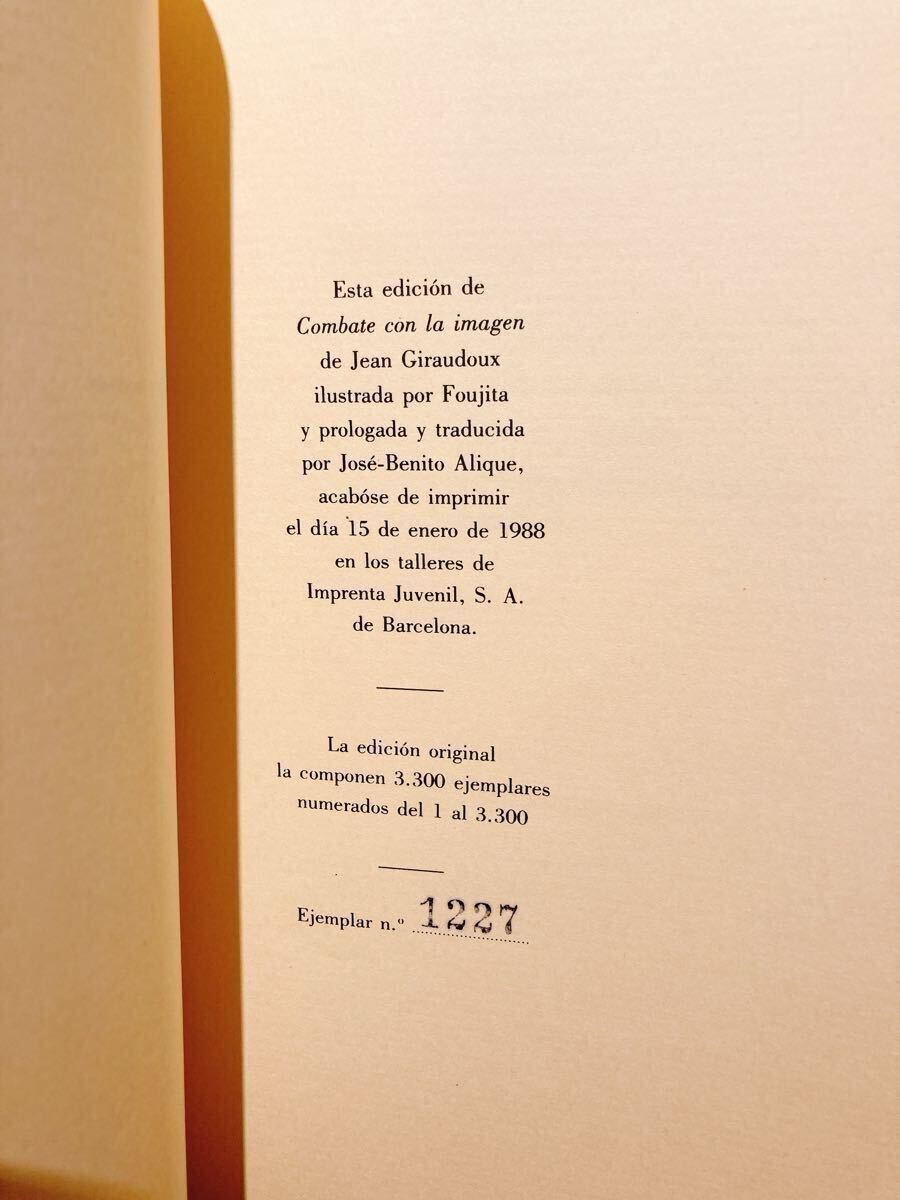 Esta edición de
Combate con la imagen
de Jean Giraudoux
ilustrada por Foujita
y prologada y traducida
por José-Benito Alique,
acabóse de imprimir
el día 15 de enero de 1988
en los talleres de
Imprenta Juvenil, S. A.
de Barcelona.
La edición original
la componen 3.300 ejemplares
numerados del 1 al 3.300
Ejemplar n.º 1227